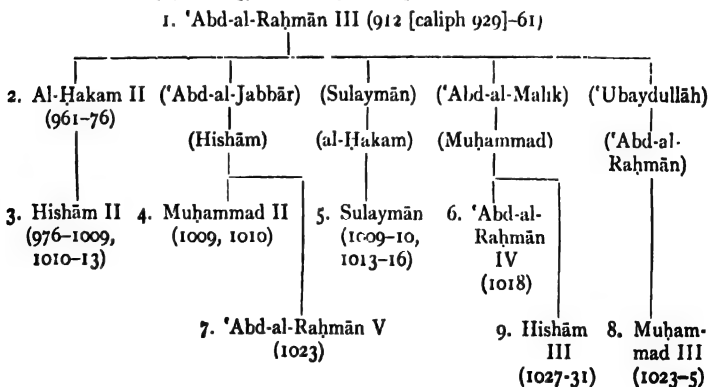 1. ‘Abd-al-Raḥmān III (912 [caliph 929]–61)
2. Al-Ḥakam II (‘Abd-al-Jabbār) (Sulaymān) (‘Abd-al-Malik) (‘Ubaydullāh)
(961–76)
(Hishām) (al-Ḥakam) (Muḥammad) (‘Abd-al-
Raḥmān)
3. Hishām II 4. Muḥammad II 5. Sulaymān 6. ‘Abd-al-
(976–1009, (1009, 1010) (1009–10, Raḥmān
1010–13) 1013–16) IV
(1018)
7. ‘Abd-al-Raḥmān V 9. Hishām 8. Muḥam-
(1023) III mad III
(1027-31) (1023–5)